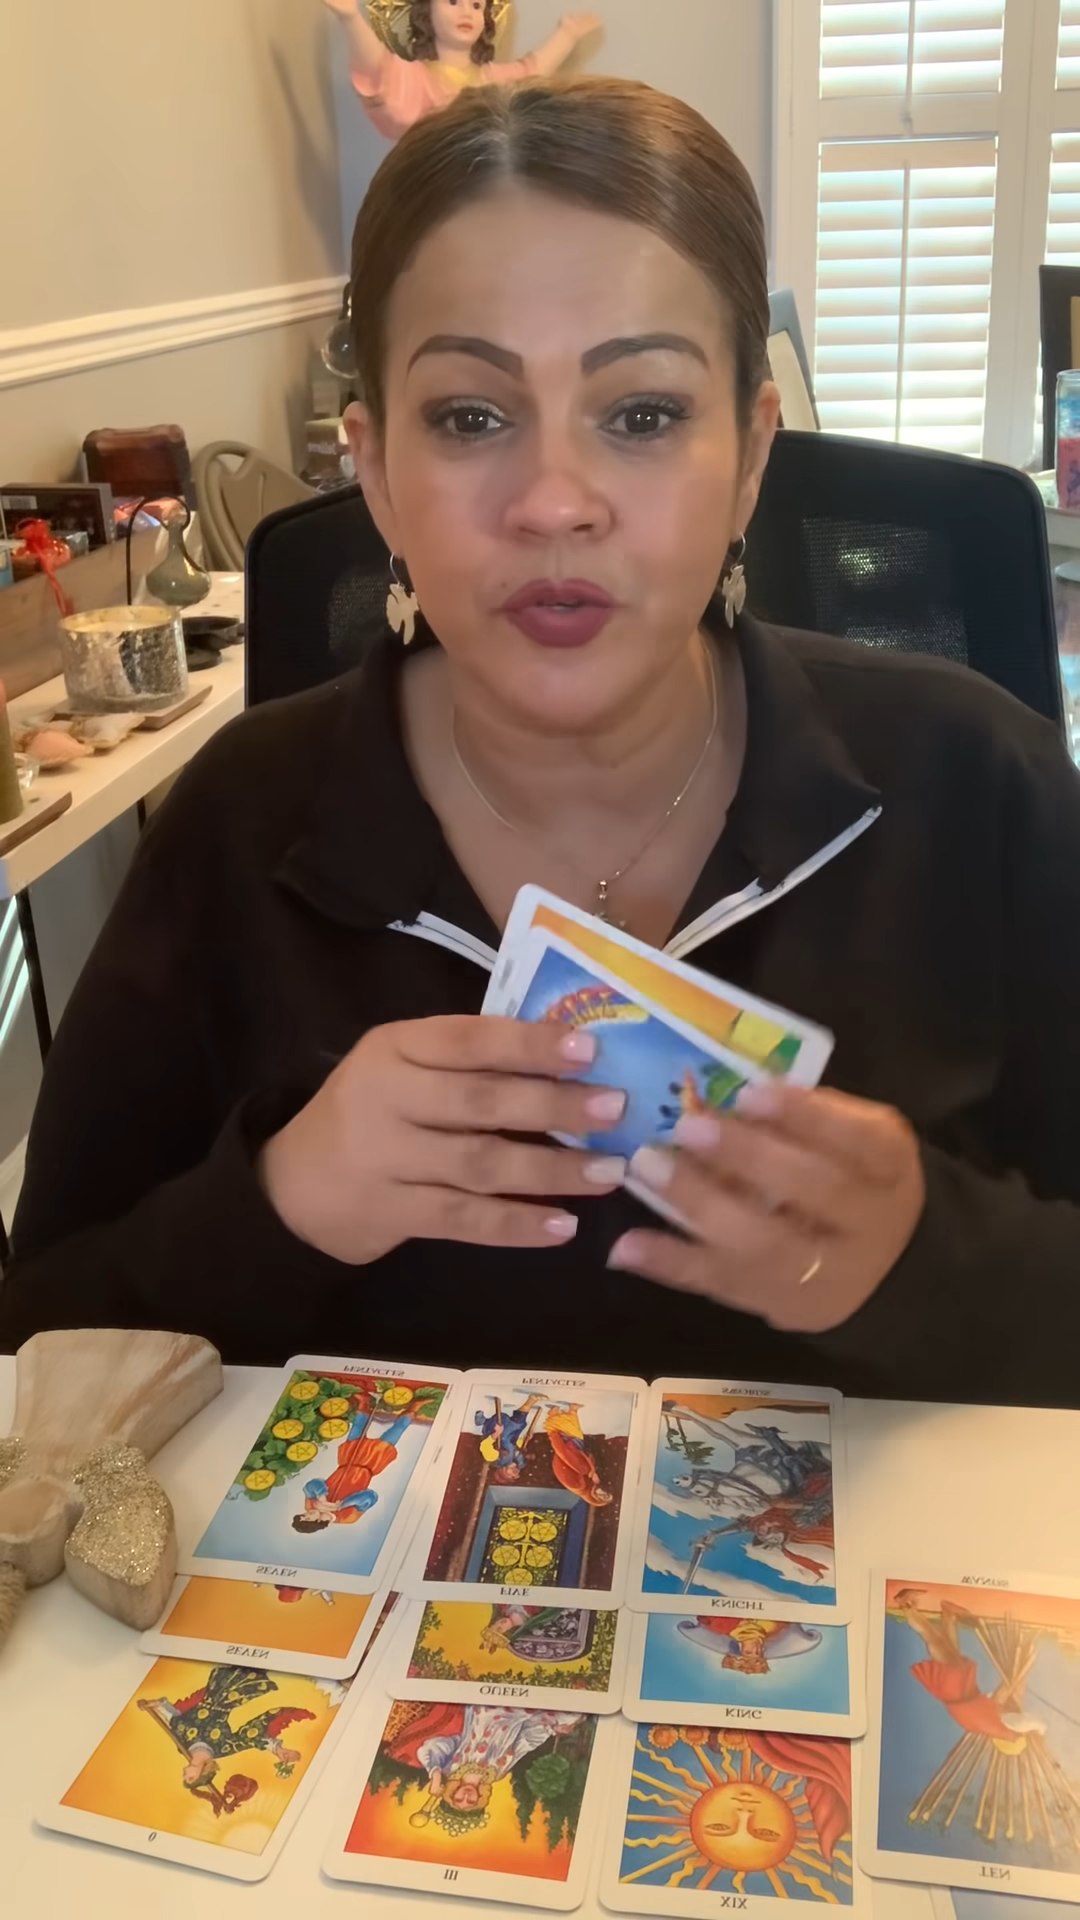 PENTACLES
PENTACLES
SWORDS
SEVEN
FIVE
KNIGHT
WANDS
SEVEN
QUEEN
KING
0
III
XIX
TEN